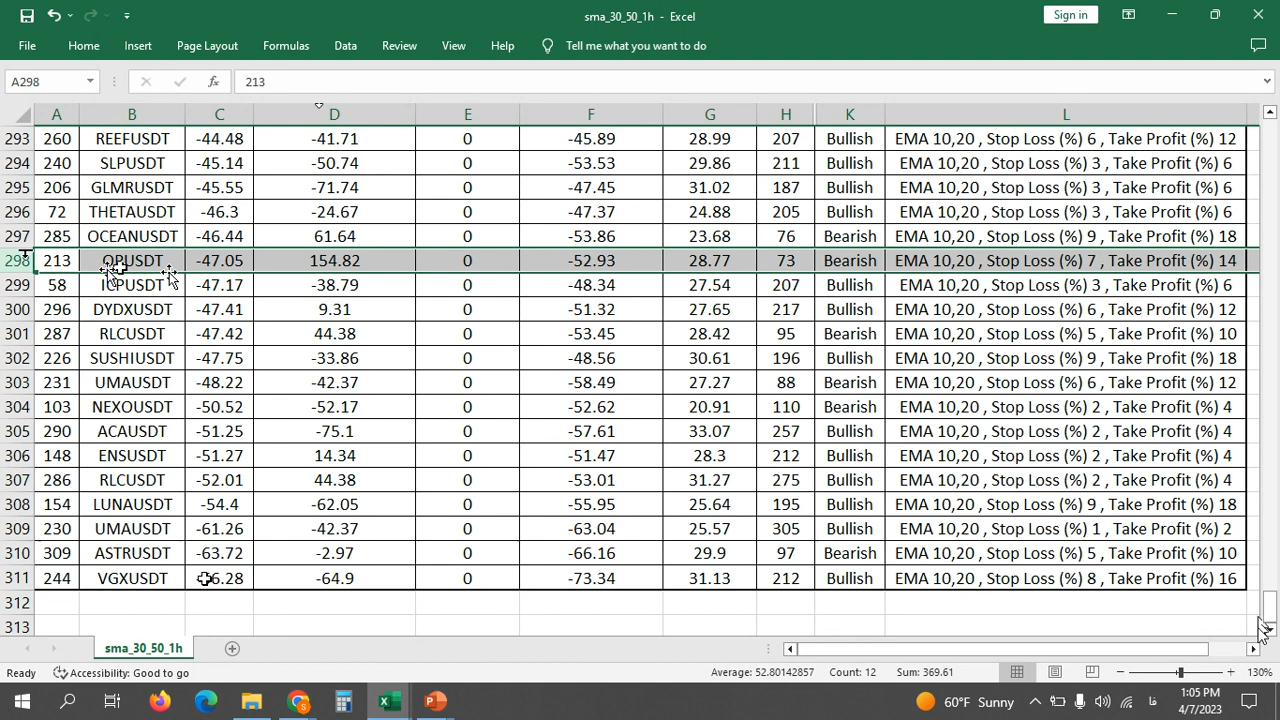 sma_30_50_1h - Excel
Sign in
File Home Insert Page Layout Formulas Data Review View Help Tell me what you want to do
A298 fx 213
A B C D E F G H K L
293 260 REEFUSDT -44.48 -41.71 0 -45.89 28.99 207 Bullish EMA 10,20 , Stop Loss (%) 6 , Take Profit (%) 12
294 240 SLPUSDT -45.14 -50.74 0 -53.53 29.86 211 Bullish EMA 10,20 , Stop Loss (%) 3 , Take Profit (%) 6
295 206 GLMRUSDT -45.55 -71.74 0 -47.45 31.02 187 Bullish EMA 10,20 , Stop Loss (%) 3 , Take Profit (%) 6
296 72 THETAUSDT -46.3 -24.67 0 -47.37 24.88 205 Bullish EMA 10,20 , Stop Loss (%) 3 , Take Profit (%) 6
297 285 OCEANUSDT -46.44 61.64 0 -53.86 23.68 76 Bearish EMA 10,20 , Stop Loss (%) 9 , Take Profit (%) 18
298 213 OPUSDT -47.05 154.82 0 -52.93 28.77 73 Bearish EMA 10,20 , Stop Loss (%) 7 , Take Profit (%) 14
299 58 ICPUSDT -47.17 -38.79 0 -48.34 27.54 207 Bullish EMA 10,20 , Stop Loss (%) 3 , Take Profit (%) 6
300 296 DYDXUSDT -47.41 9.31 0 -51.32 27.65 217 Bullish EMA 10,20 , Stop Loss (%) 6 , Take Profit (%) 12
301 287 RLCUSDT -47.42 44.38 0 -53.45 28.42 95 Bearish EMA 10,20 , Stop Loss (%) 5 , Take Profit (%) 10
302 226 SUSHIUSDT -47.75 -33.86 0 -48.56 30.61 196 Bullish EMA 10,20 , Stop Loss (%) 9 , Take Profit (%) 18
303 231 UMAUSDT -48.22 -42.37 0 -58.49 27.27 88 Bearish EMA 10,20 , Stop Loss (%) 6 , Take Profit (%) 12
304 103 NEXOUSDT -50.52 -52.17 0 -52.62 20.91 110 Bearish EMA 10,20 , Stop Loss (%) 2 , Take Profit (%) 4
305 290 ACAUSDT -51.25 -75.1 0 -57.61 33.07 257 Bullish EMA 10,20 , Stop Loss (%) 2 , Take Profit (%) 4
306 148 ENSUSDT -51.27 14.34 0 -51.47 28.3 212 Bullish EMA 10,20 , Stop Loss (%) 2 , Take Profit (%) 4
307 286 RLCUSDT -52.01 44.38 0 -53.01 31.27 275 Bullish EMA 10,20 , Stop Loss (%) 2 , Take Profit (%) 4
308 154 LUNAUSDT -54.4 -62.05 0 -55.95 25.64 195 Bullish EMA 10,20 , Stop Loss (%) 9 , Take Profit (%) 18
309 230 UMAUSDT -61.26 -42.37 0 -63.04 25.57 305 Bullish EMA 10,20 , Stop Loss (%) 1 , Take Profit (%) 2
310 309 ASTRUSDT -63.72 -2.97 0 -66.16 29.9 97 Bearish EMA 10,20 , Stop Loss (%) 5 , Take Profit (%) 10
311 244 VGXUSDT -64.9 0 -73.34 31.13 212 Bullish EMA 10,20 , Stop Loss (%) 8 , Take Profit (%) 16
312
313
sma_30_50_1h
Ready Accessibility: Good to go Average: 52.80142857 Count: 12 Sum: 369.61 130%
60°F Sunny فا 1:05 PM
4/7/2023